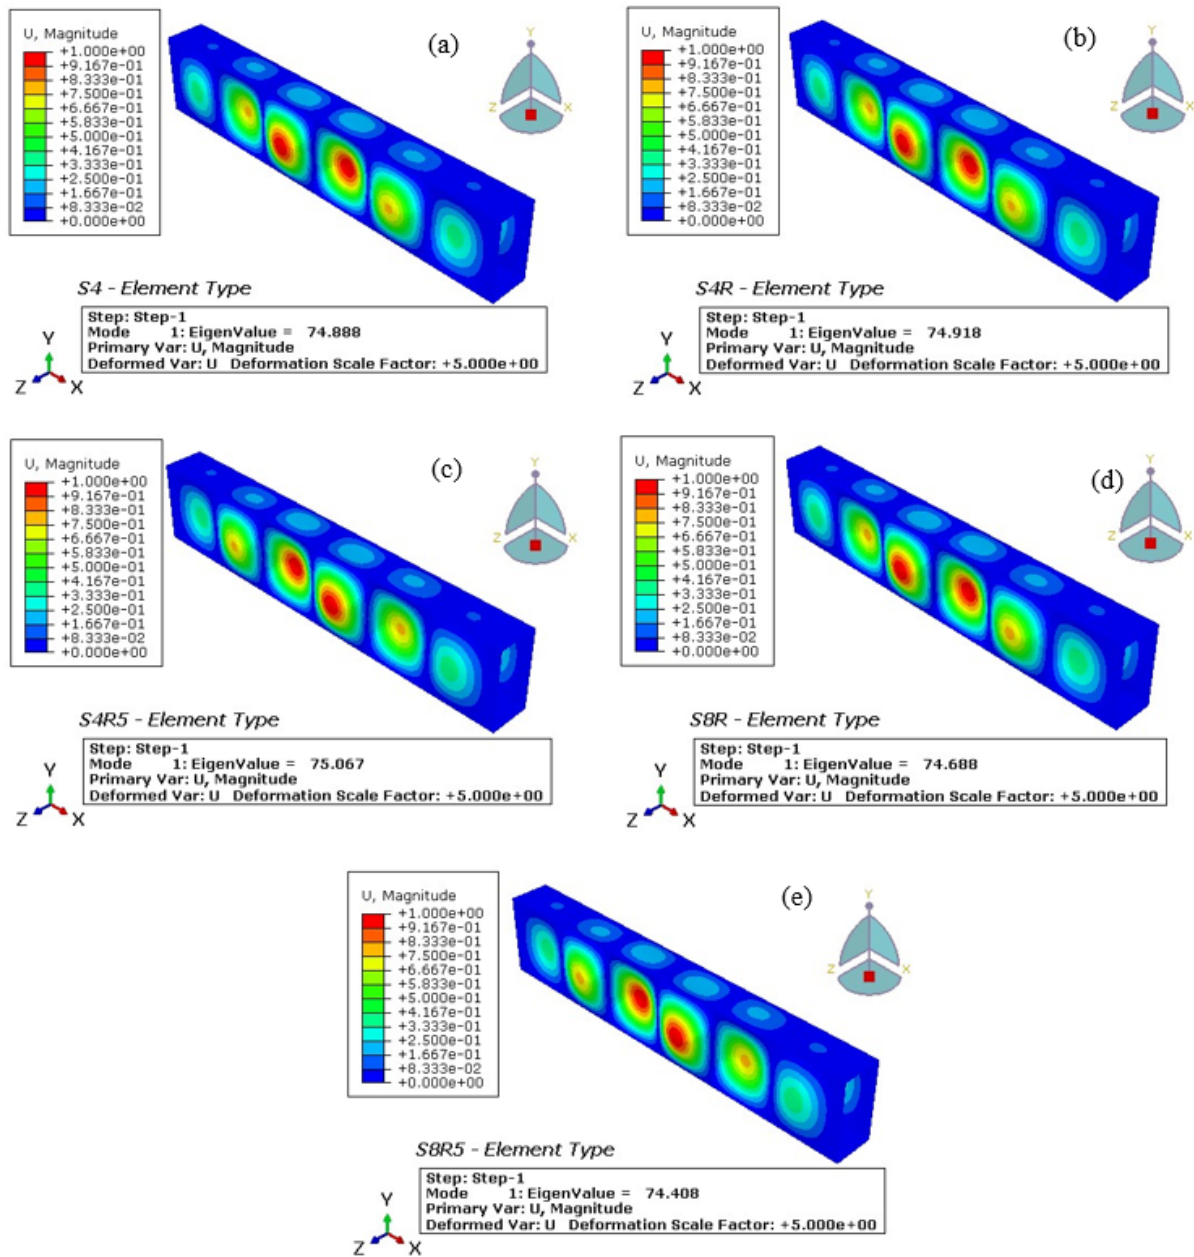 U, Magnitude
+1.000e+00
+9.167e-01
+8.333e-01
+7.500e-01
+6.667e-01
+5.833e-01
+5.000e-01
+4.167e-01
+3.333e-01
+2.500e-01
+1.667e-01
+8.333e-02
+0.000e+00
(a)
Y
Z
X
S4 - Element Type
Step: Step-1
Mode 1: EigenValue = 74.888
Primary Var: U, Magnitude
Deformed Var: U Deformation Scale Factor: +5.000e+00
Y
Z
X
U, Magnitude
+1.000e+00
+9.167e-01
+8.333e-01
+7.500e-01
+6.667e-01
+5.833e-01
+5.000e-01
+4.167e-01
+3.333e-01
+2.500e-01
+1.667e-01
+8.333e-02
+0.000e+00
(b)
Y
Z
X
S4R - Element Type
Step: Step-1
Mode 1: EigenValue = 74.918
Primary Var: U, Magnitude
Deformed Var: U Deformation Scale Factor: +5.000e+00
Y
Z
X
U, Magnitude
+1.000e+00
+9.167e-01
+8.333e-01
+7.500e-01
+6.667e-01
+5.833e-01
+5.000e-01
+4.167e-01
+3.333e-01
+2.500e-01
+1.667e-01
+8.333e-02
+0.000e+00
(c)
Y
Z
X
S4R5 - Element Type
Step: Step-1
Mode 1: EigenValue = 75.067
Primary Var: U, Magnitude
Deformed Var: U Deformation Scale Factor: +5.000e+00
Y
Z
X
U, Magnitude
+1.000e+00
+9.167e-01
+8.333e-01
+7.500e-01
+6.667e-01
+5.833e-01
+5.000e-01
+4.167e-01
+3.333e-01
+2.500e-01
+1.667e-01
+8.333e-02
+0.000e+00
(d)
Y
Z
X
S8R - Element Type
Step: Step-1
Mode 1: EigenValue = 74.688
Primary Var: U, Magnitude
Deformed Var: U Deformation Scale Factor: +5.000e+00
Y
Z
X
U, Magnitude
+1.000e+00
+9.167e-01
+8.333e-01
+7.500e-01
+6.667e-01
+5.833e-01
+5.000e-01
+4.167e-01
+3.333e-01
+2.500e-01
+1.667e-01
+8.333e-02
+0.000e+00
(e)
Y
Z
X
S8R5 - Element Type
Step: Step-1
Mode 1: EigenValue = 74.408
Primary Var: U, Magnitude
Deformed Var: U Deformation Scale Factor: +5.000e+00
Y
Z
X